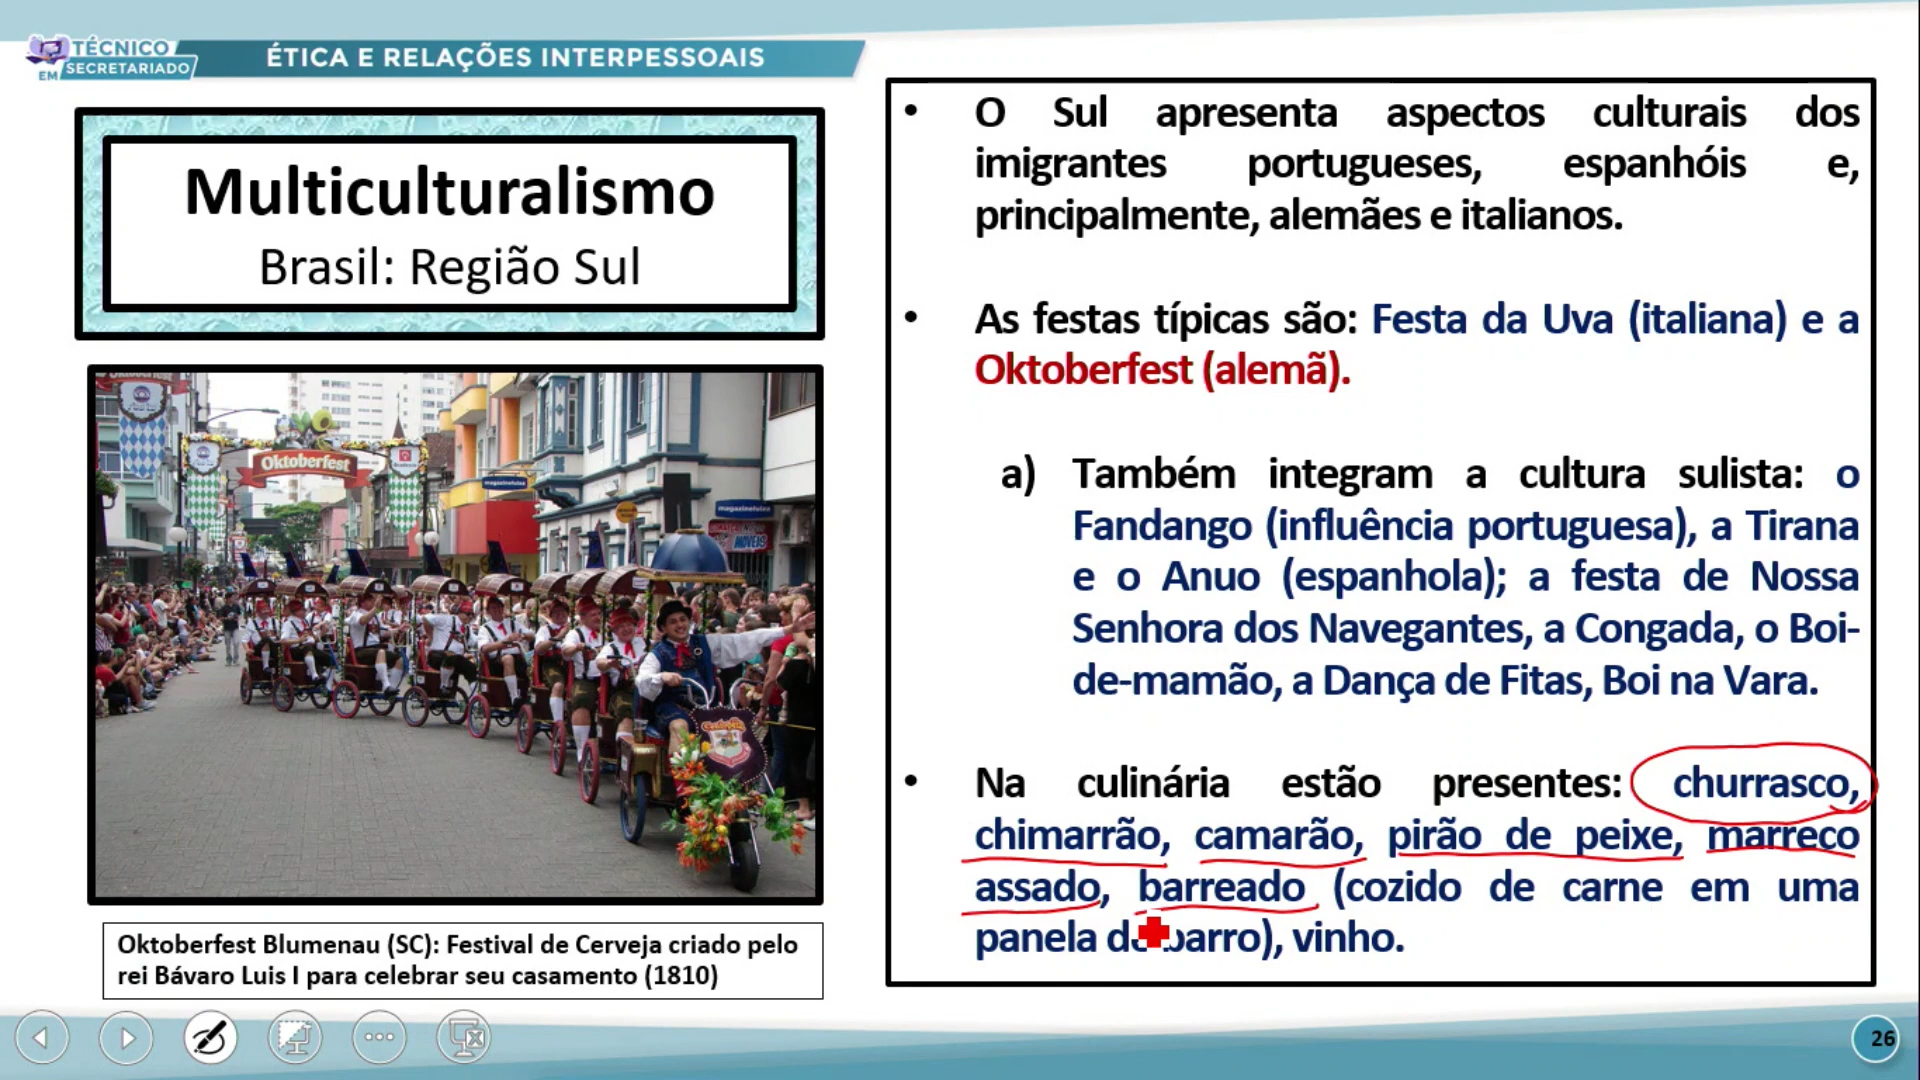 TÉCNICO
EM SECRETARIADO
ÉTICA E RELAÇÕES INTERPESSOAIS
Multiculturalismo
Brasil: Região Sul
Oktoberfest
magazineluiza
magazineluiza
MÓVEIS
Oktoberfest Blumenau (SC): Festival de Cerveja criado pelo
rei Bávaro Luis I para celebrar seu casamento (1810)
• O Sul apresenta aspectos culturais dos
imigrantes portugueses, espanhóis e,
principalmente, alemães e italianos.
• As festas típicas são: Festa da Uva (italiana) e a
Oktoberfest (alemã).
a) Também integram a cultura sulista: o
Fandango (influência portuguesa), a Tirana
e o Anuo (espanhola); a festa de Nossa
Senhora dos Navegantes, a Congada, o Boi-
de-mamão, a Dança de Fitas, Boi na Vara.
• Na culinária estão presentes: churrasco,
chimarrão, camarão, pirão de peixe, marreco
assado, barreado (cozido de carne em uma
panela de barro), vinho.
26